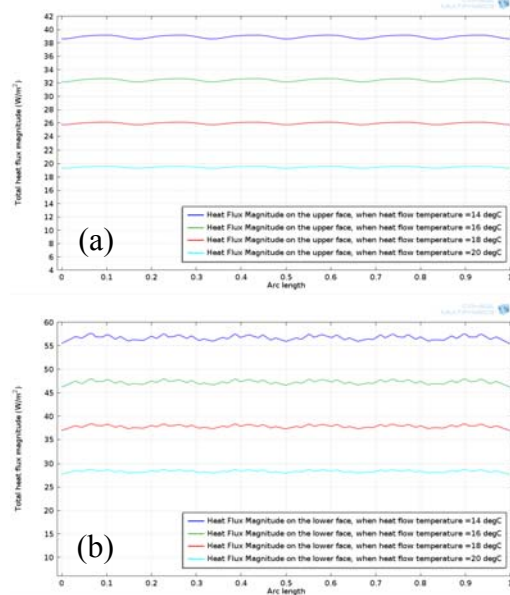 COMSOL
MULTIPHYSICS
42
40
38
36
34
32
30
28
26
24
22
20
18
16
14
12
10
8
6
4
Total heat flux magnitude (W/m²)
Heat Flux Magnitude on the upper face, when heat flow temperature =14 degC
Heat Flux Magnitude on the upper face, when heat flow temperature =16 degC
Heat Flux Magnitude on the upper face, when heat flow temperature =18 degC
Heat Flux Magnitude on the upper face, when heat flow temperature =20 degC
(a)
0 0.1 0.2 0.3 0.4 0.5 0.6 0.7 0.8 0.9 1
Arc length
60
55
50
45
40
35
30
25
20
15
10
Total heat flux magnitude (W/m²)
Heat Flux Magnitude on the lower face, when heat flow temperature =14 degC
Heat Flux Magnitude on the lower face, when heat flow temperature =16 degC
Heat Flux Magnitude on the lower face, when heat flow temperature =18 degC
Heat Flux Magnitude on the lower face, when heat flow temperature =20 degC
(b)
0 0.1 0.2 0.3 0.4 0.5 0.6 0.7 0.8 0.9 1
Arc length